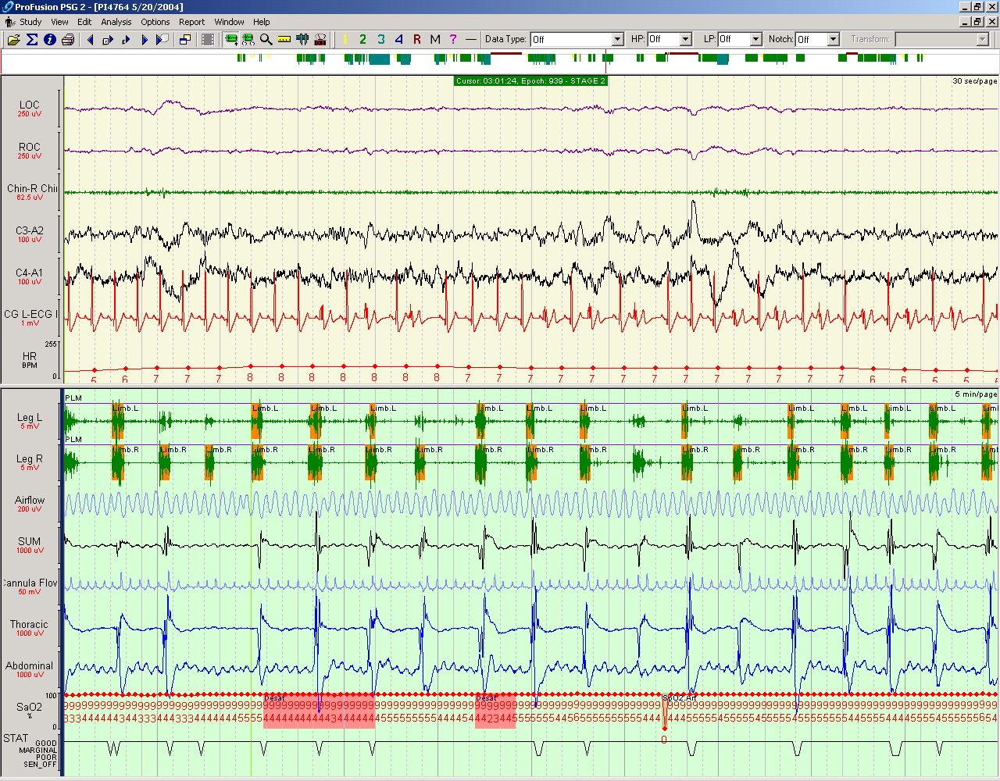 ProFusion PSG 2 - [PI4764 5/20/2004]
Study View Edit Analysis Options Report Window Help
1 2 3 4 R M ? Data Type: Off HP: Off LP: Off Notch: Off Transform:
Cursor: 03:01:24, Epoch: 939 - STAGE 2
30 sec/page
LOC
250 uV
ROC
250 uV
Chin-R Chin
62.5 uV
C3-A2
100 uV
C4-A1
100 uV
CG L-ECG
1 mV
255
HR
BPM
0
5 6 7 7 7 8 8 8 8 8 8 8 7 7 7 7 7 7 7 7 7 7 7 7 7 6 6 5 5
PLM
5 min/page
Limb.L Limb.L Limb.L Limb.L Limb.L Limb.L Limb.L Limb.L Limb.L Limb.L Limb.L Limb.L
Leg L
5 mV
PLM
mb.R Limb.R Limb.R Limb.R Limb.R Limb.R Limb.R mb.R Limb.R Limb.R Limb.R Limb.R Limb.R Limb.R Limb.R Limb.R
Leg R
5 mV
Airflow
200 uV
SUM
1000 uV
Cannula Flow
50 mV
Thoracic
1000 uV
Abdominal
1000 uV
100
Desat Desat SpO2 Art
SaO2
%
0
0
STAT
GOOD
MARGINAL
POOR
SEN_OFF